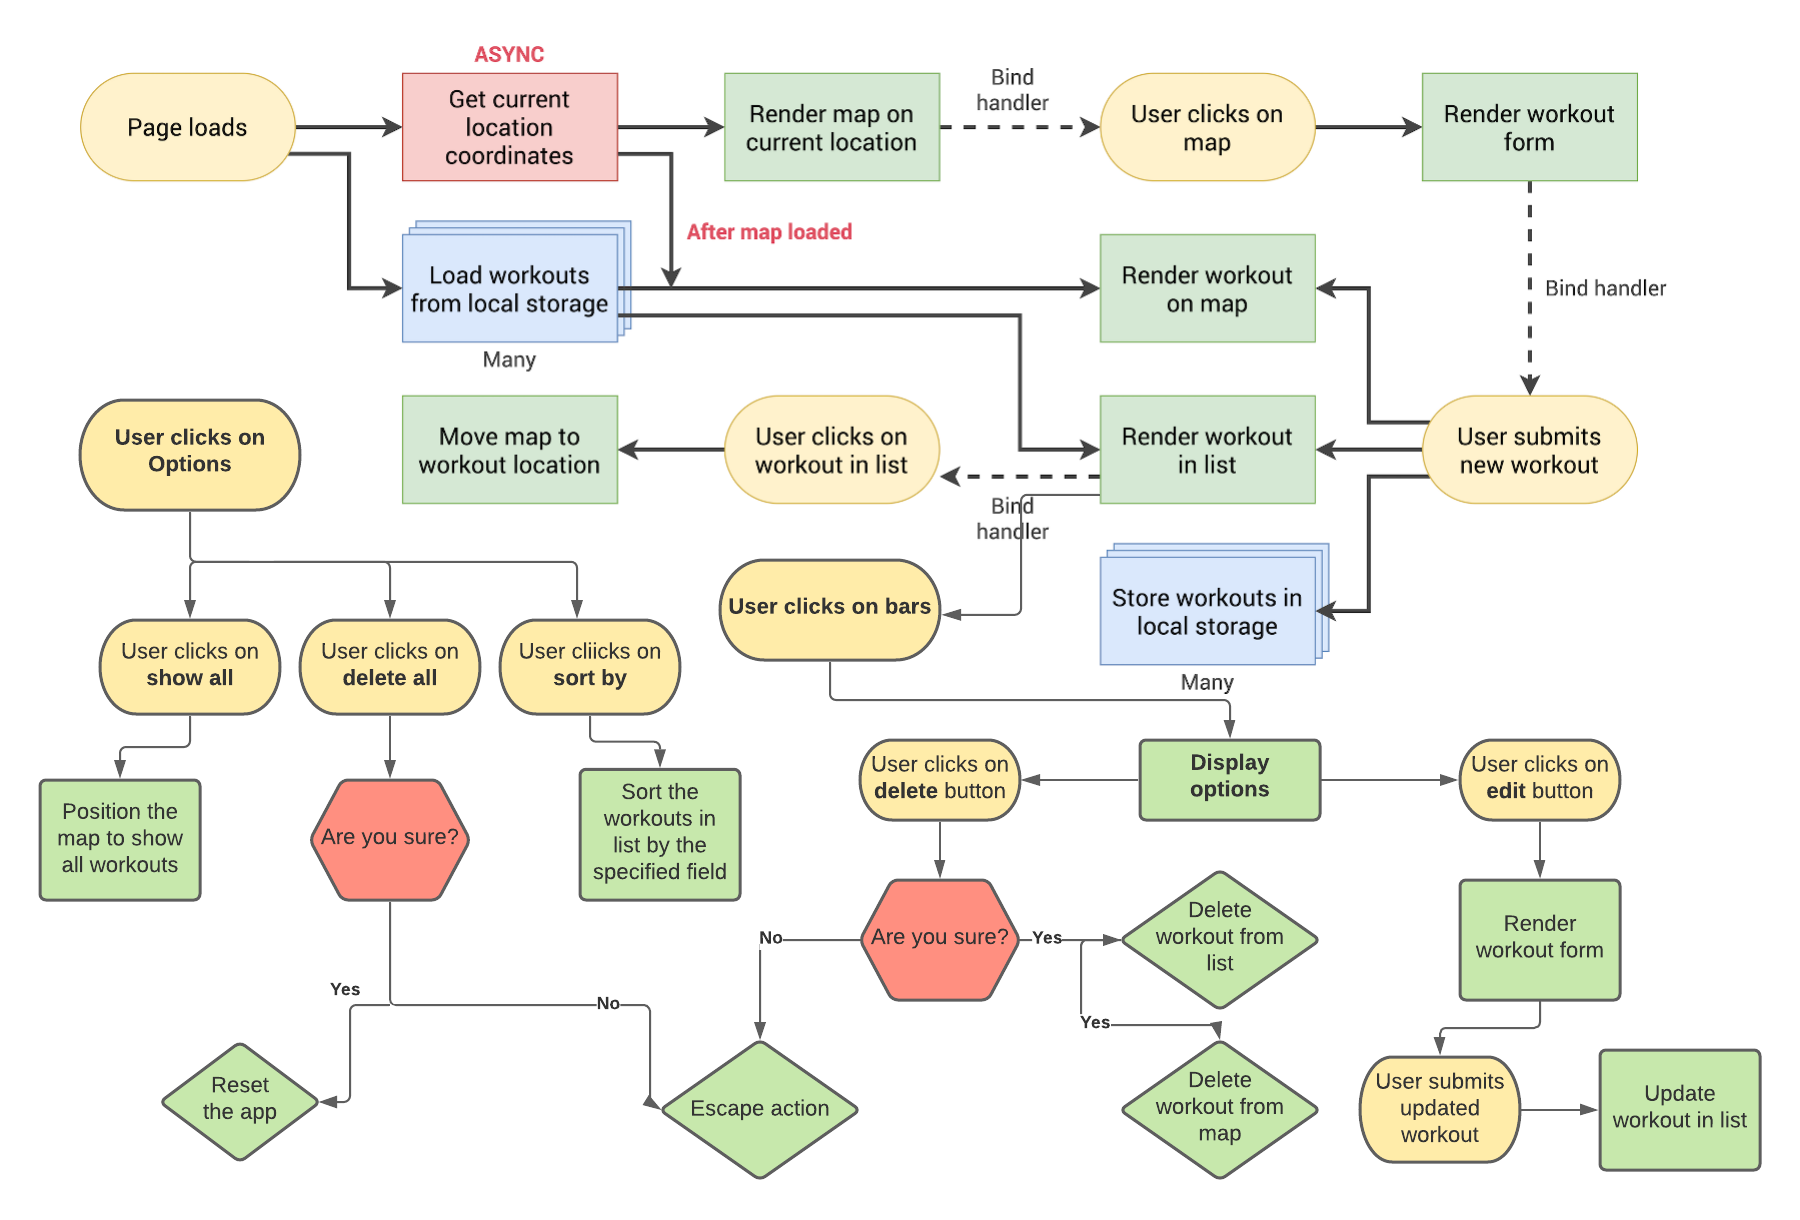 ASYNC
Page loads
Get current
location
coordinates
Render map on
current location
Bind
handler
User clicks on
map
Render workout
form
After map loaded
Load workouts
from local storage
Many
Render workout
on map
Bind handler
User clicks on
Options
Move map to
workout location
User clicks on
workout in list
Bind
handler
Render workout
in list
User submits
new workout
User clicks on bars
Store workouts in
local storage
Many
User clicks on
show all
User clicks on
delete all
User cliicks on
sort by
Position the
map to show
all workouts
Are you sure?
Sort the
workouts in
list by the
specified field
User clicks on
delete button
Display
options
User clicks on
edit button
No
Are you sure?
Yes
Delete
workout from
list
Render
workout form
Yes
No
Yes
Reset
the app
Escape action
Delete
workout from
map
User submits
updated
workout
Update
workout in list